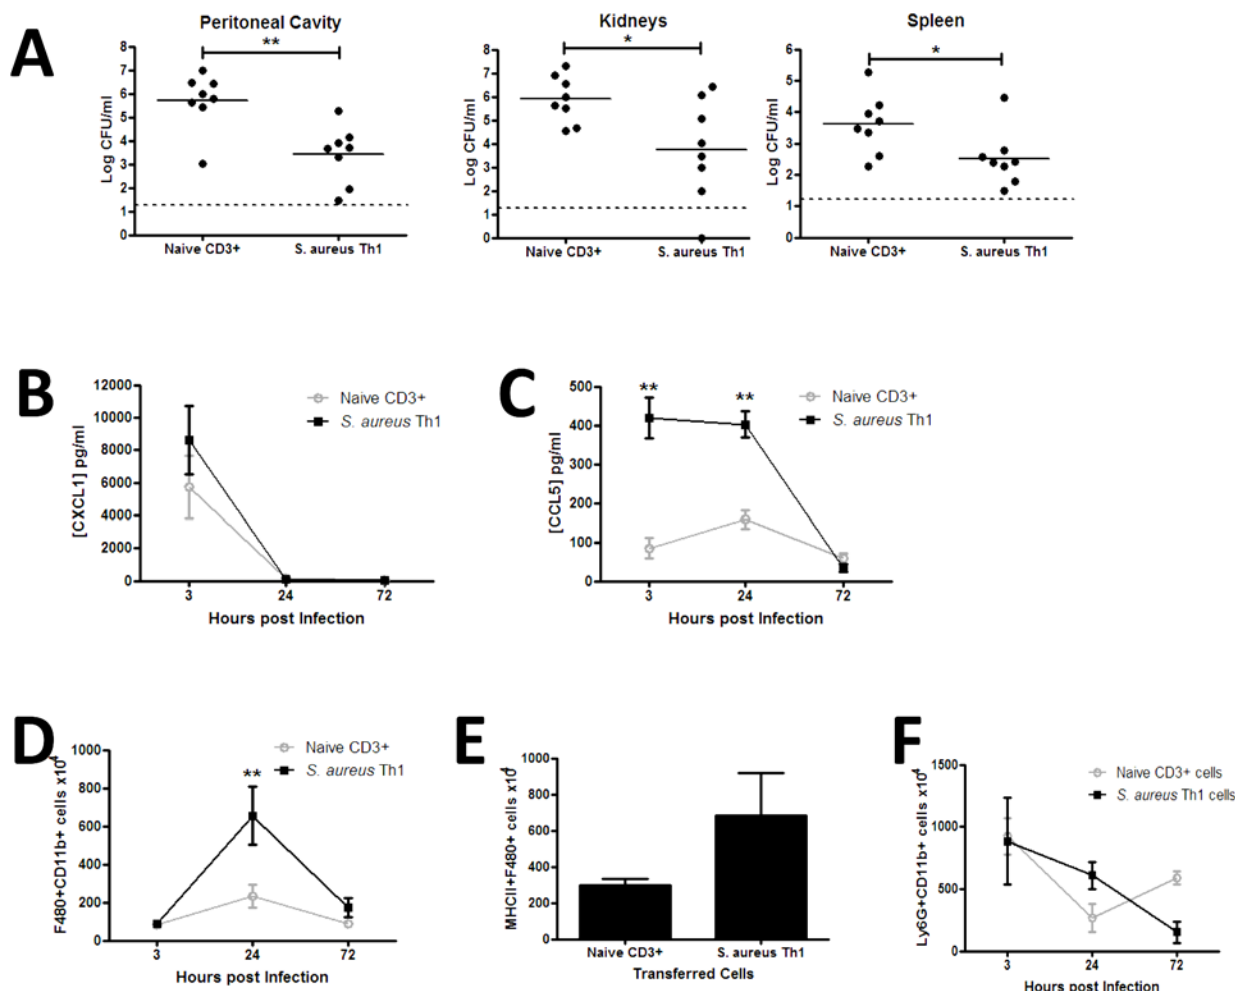 A
Peritoneal Cavity
**
Log CFU/ml
8
7
6
5
4
3
2
1
0
Naive CD3+ S. aureus Th1
Kidneys
*
Log CFU/ml
8
7
6
5
4
3
2
1
0
Naive CD3+ S. aureus Th1
Spleen
*
Log CFU/ml
6
5
4
3
2
1
0
Naive CD3+ S. aureus Th1
B
[CXCL1] pg/ml
12000
10000
8000
6000
4000
2000
0
Naive CD3+
S. aureus Th1
3 24 72
Hours post Infection
C
[CCL5] pg/ml
500
400
300
200
100
0
** **
Naive CD3+
S. aureus Th1
3 24 72
Hours post Infection
D
F480+CD11b+ cells x10⁴
1000
800
600
400
200
0
**
Naive CD3+
S. aureus Th1
3 24 72
Hours post Infection
E
MHCII+F480+ cells x10⁴
1000
800
600
400
200
0
Naive CD3+ S. aureus Th1
Transferred Cells
F
Ly6G+CD11b+ cells x10⁴
1500
1000
500
0
Naive CD3+ cells
S. aureus Th1 cells
3 24 72
Hours post Infection